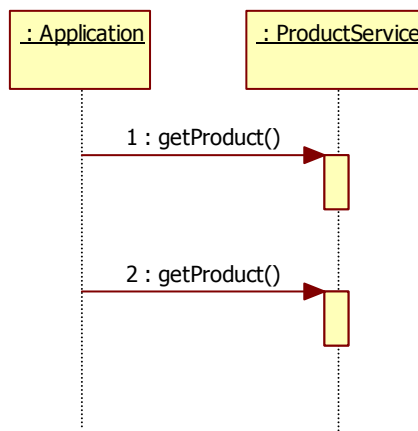 : Application
: ProductService
1 : getProduct()
2 : getProduct()